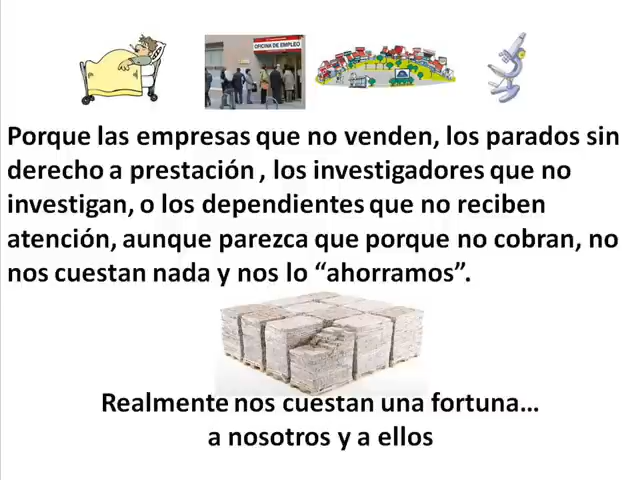 OFICINA DE EMPLEO
Porque las empresas que no venden, los parados sin
derecho a prestación , los investigadores que no
investigan, o los dependientes que no reciben
atención, aunque parezca que porque no cobran, no
nos cuestan nada y nos lo “ahorramos”.
Realmente nos cuestan una fortuna…
a nosotros y a ellos